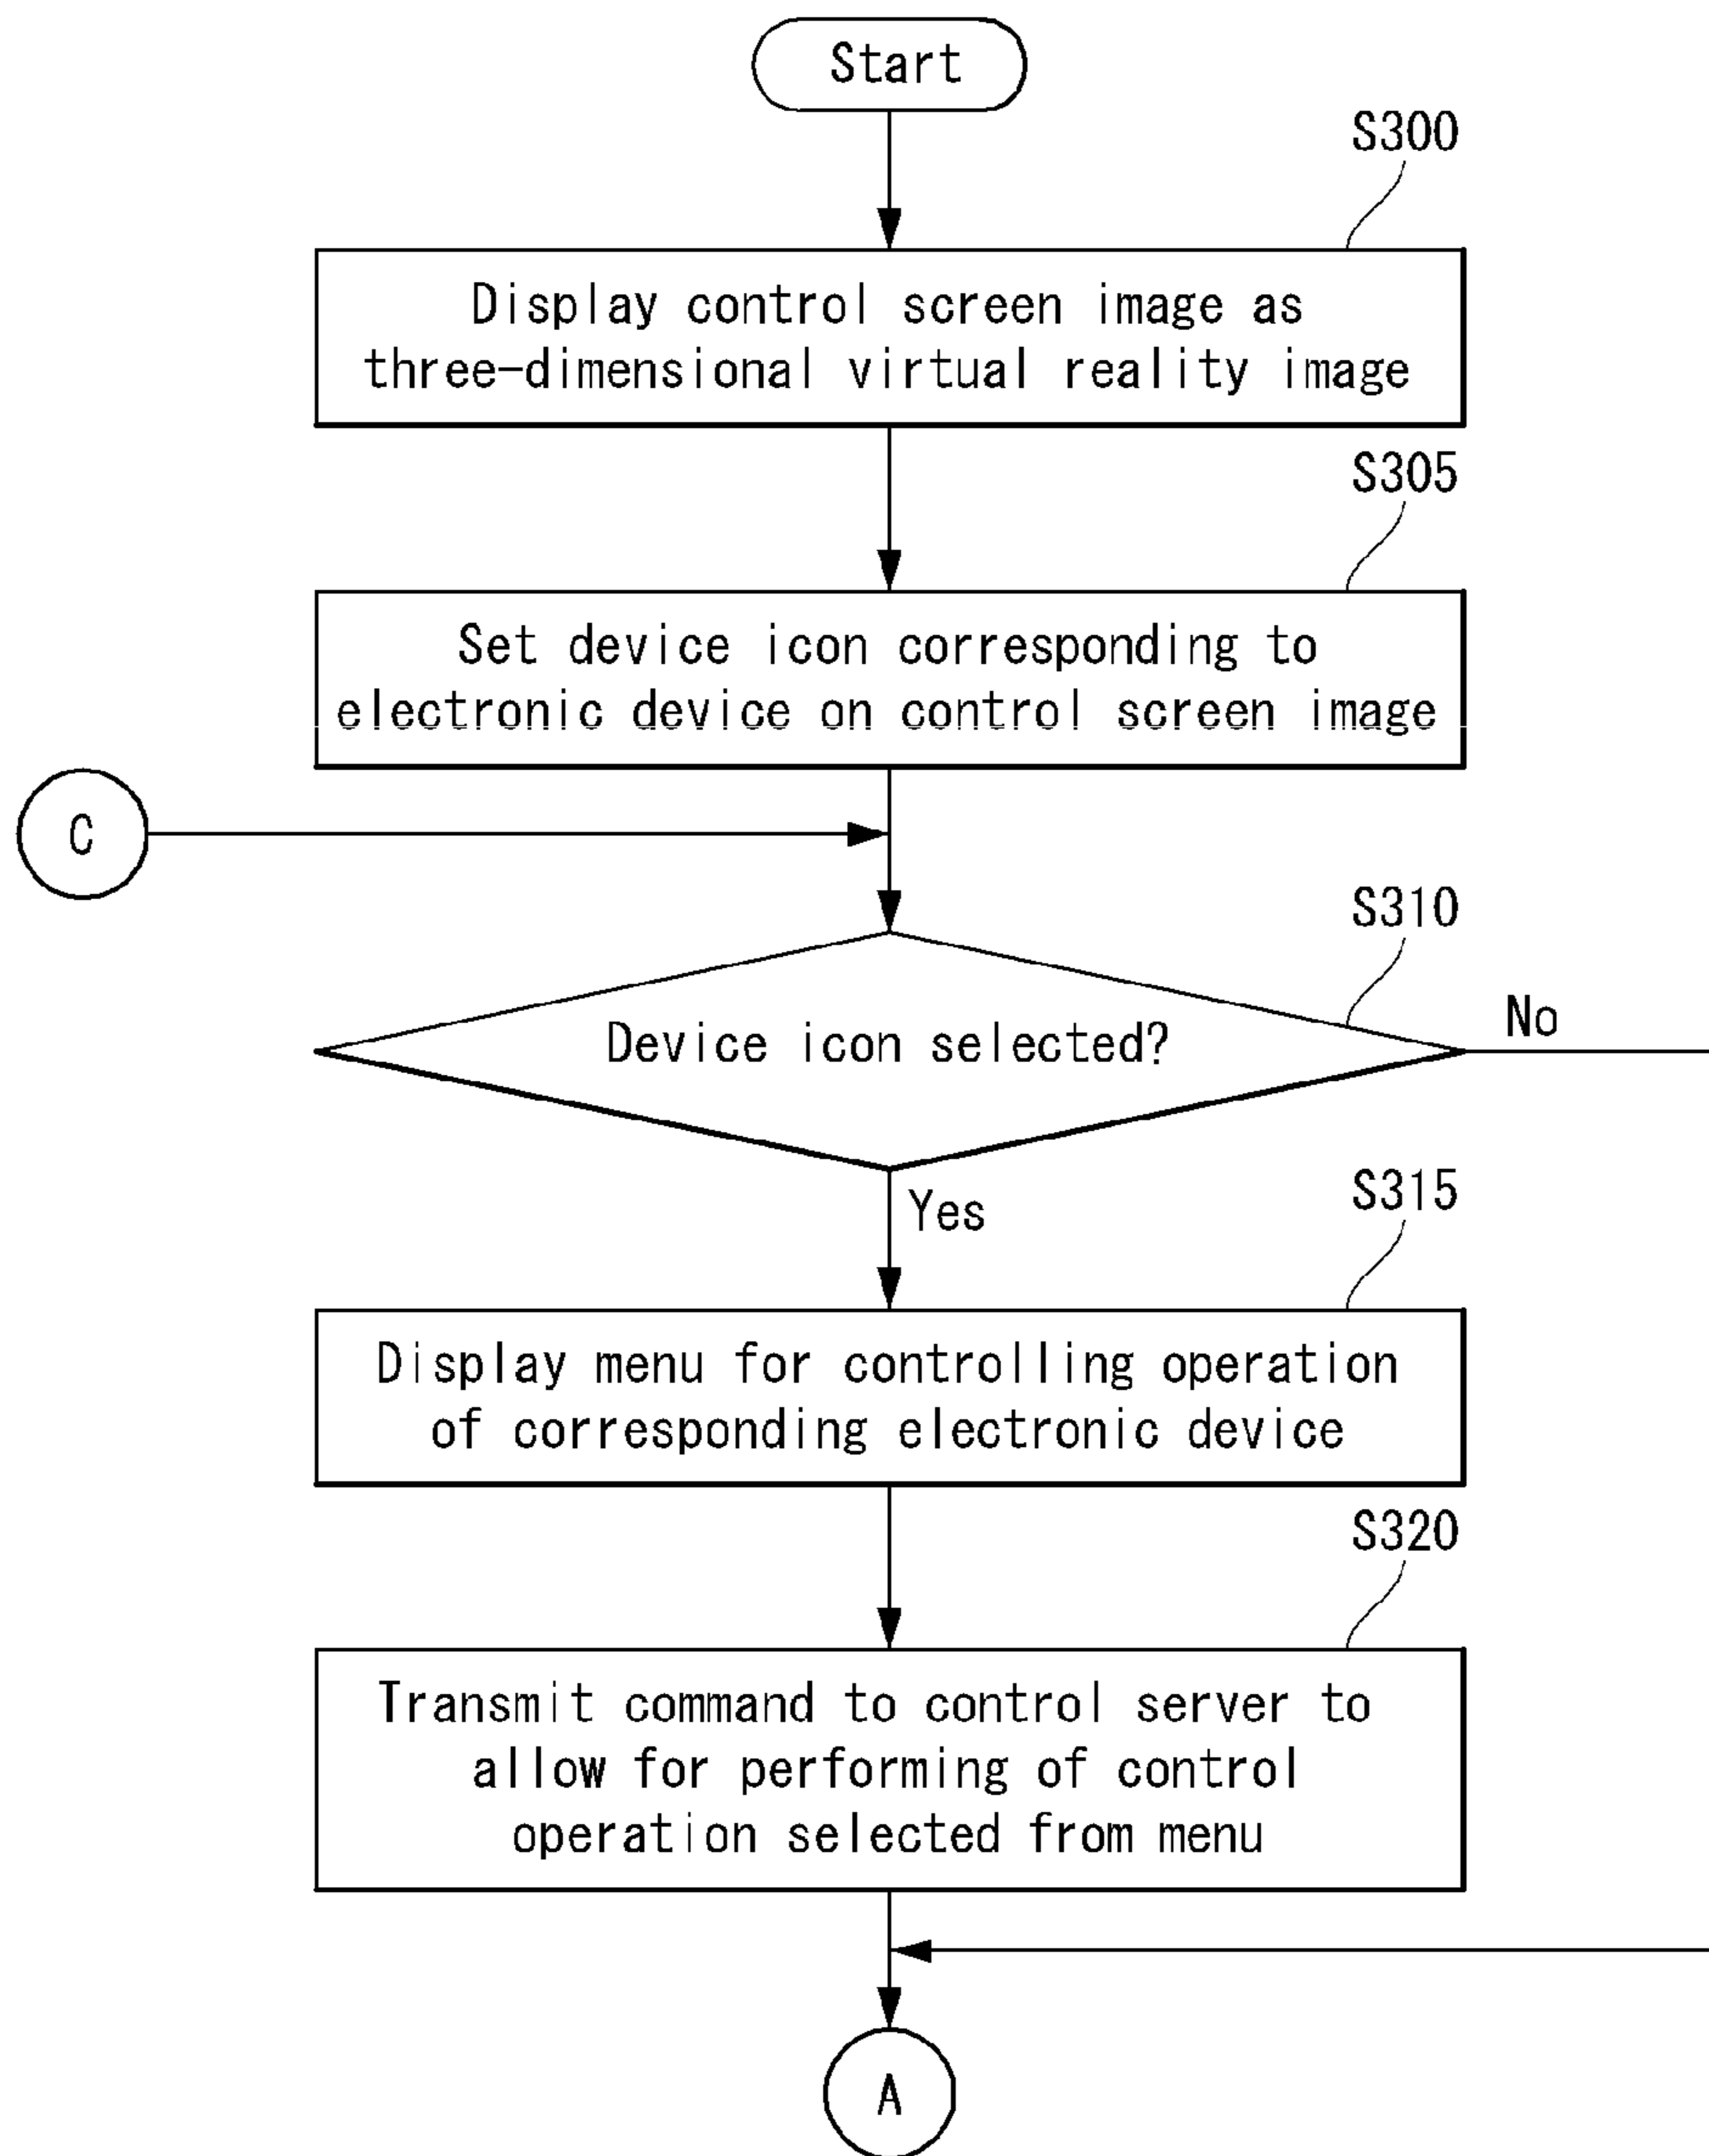 Start
S300
Display control screen image as
three-dimensional virtual reality image
S305
Set device icon corresponding to
electronic device on control screen image
C
S310
Device icon selected?
No
Yes
S315
Display menu for controlling operation
of corresponding electronic device
S320
Transmit command to control server to
allow for performing of control
operation selected from menu
A